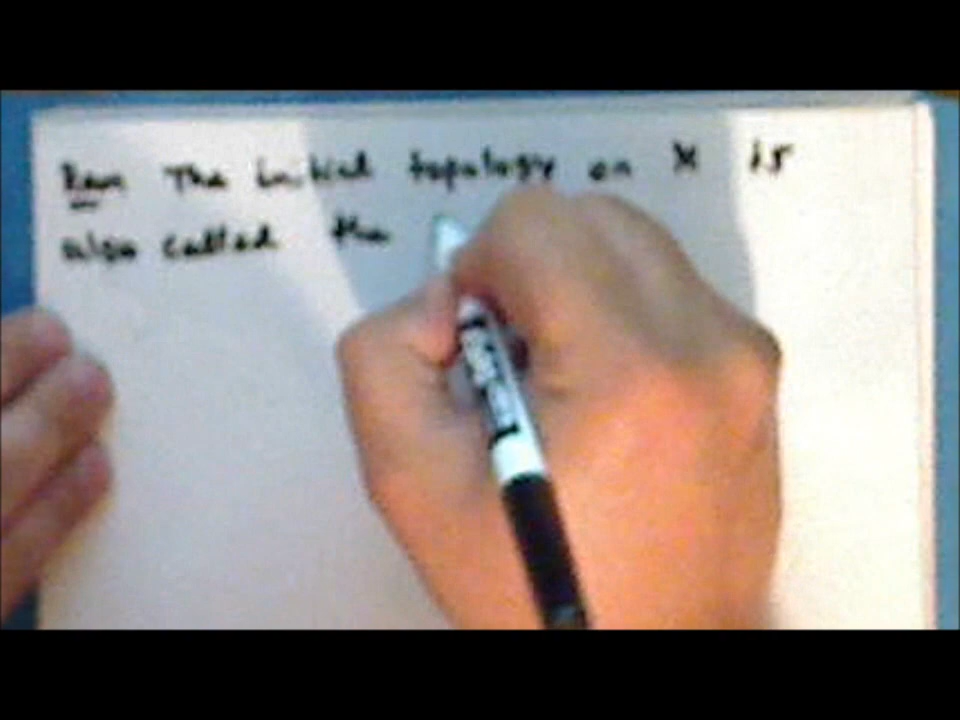 Rem The initial topology on X is
also called the